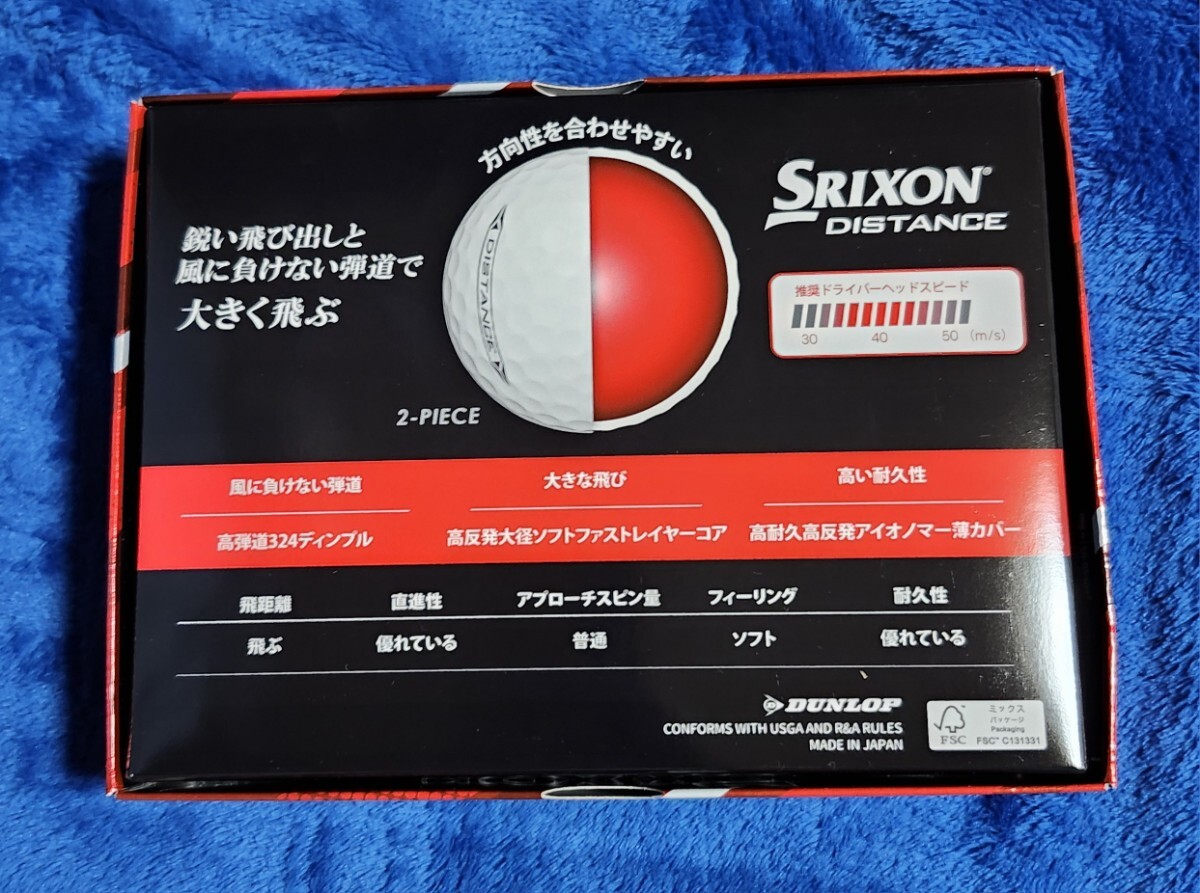 方向性を合わせやすい
鋭い飛び出しと
風に負けない弾道で
大きく飛ぶ
DISTANCE
2-PIECE
SRIXON
DISTANCE
推奨ドライバーヘッドスピード
30 40 50 (m/s)
風に負けない弾道 大きな飛び 高い耐久性
高弾道324ディンプル 高反発大径ソフトファストレイヤーコア 高耐久高反発アイオノマー薄カバー
飛距離 直進性 アプローチスピン量 フィーリング 耐久性
飛ぶ 優れている 普通 ソフト 優れている
DUNLOP
CONFORMS WITH USGA AND R&A RULES
MADE IN JAPAN
FSC
ミックス
パッケージ
Packaging
FSC™ C131331